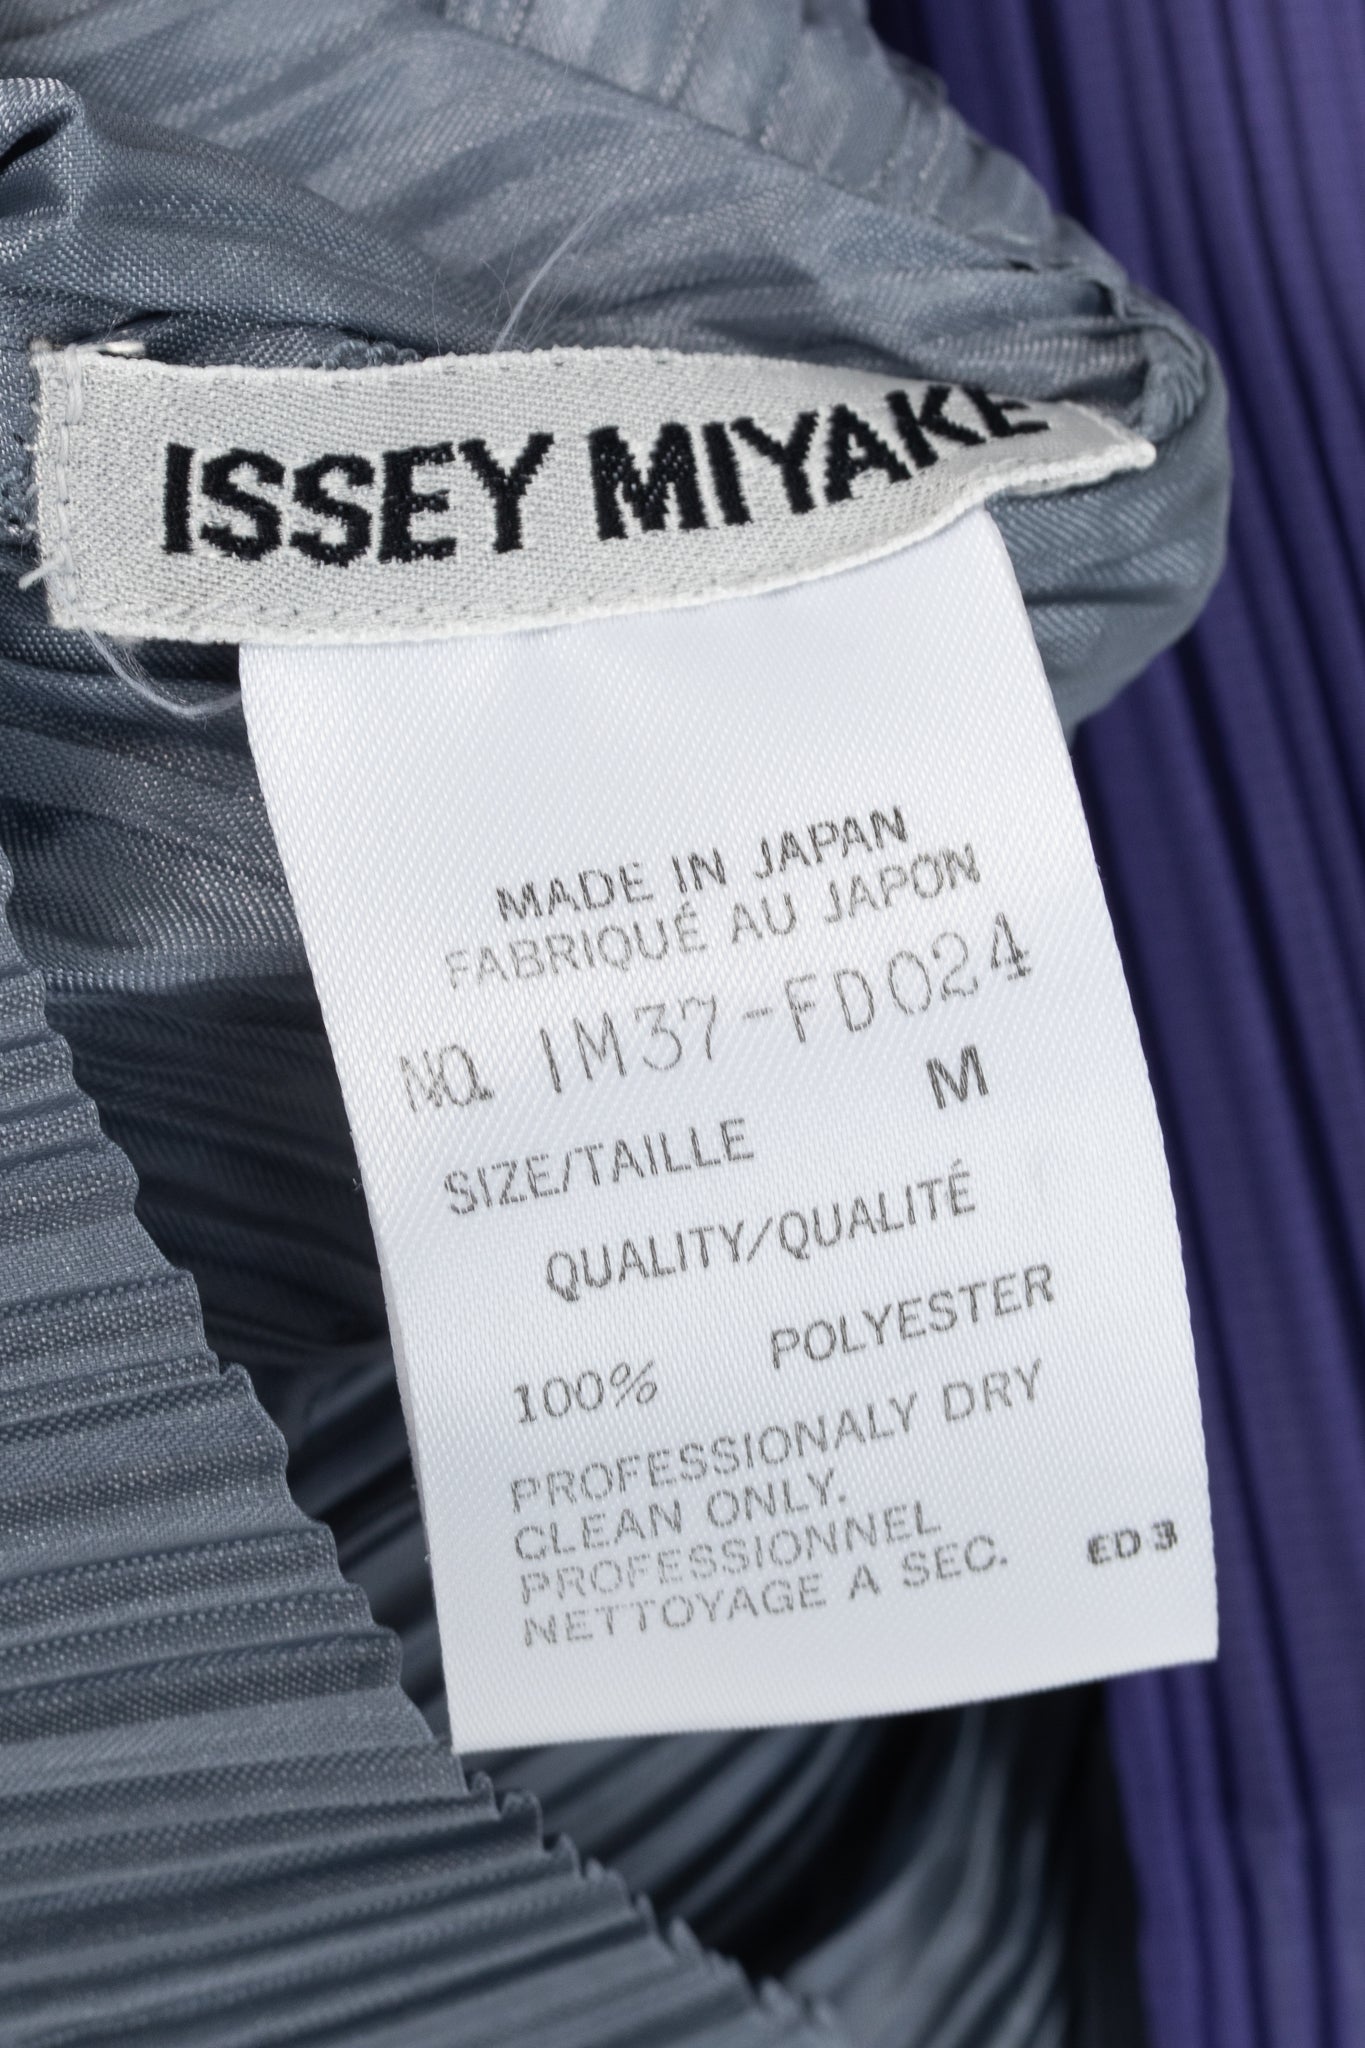 ISSEY MIYAKE
MADE IN JAPAN
FABRIQUÉ AU JAPON
NO. IM37-FD024
M
SIZE/TAILLE
QUALITY/QUALITÉ
POLYESTER
100%
PROFESSIONALY DRY
CLEAN ONLY.
PROFESSIONNEL
NETTOYAGE A SEC.
ED 3